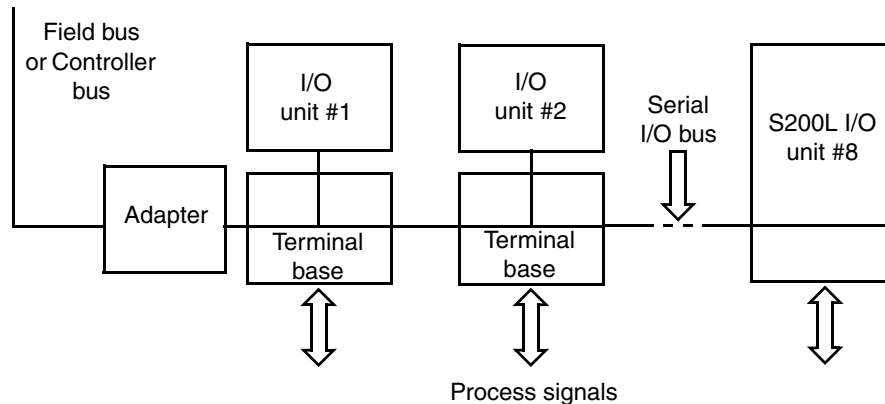 Field bus
or Controller
bus
I/O
unit #1
I/O
unit #2
Serial
I/O bus
S200L I/O
unit #8
Adapter
Terminal
base
Terminal
base
Process signals